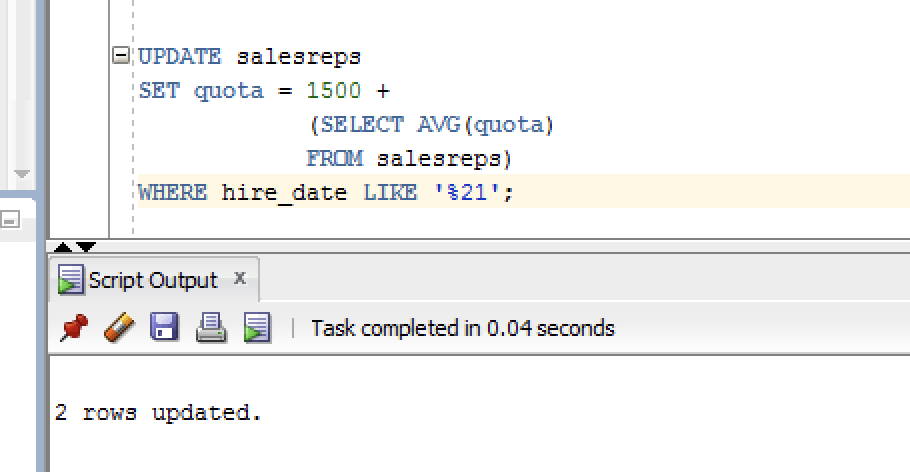 UPDATE salesreps
SET quota = 1500 +
(SELECT AVG(quota)
FROM salesreps)
WHERE hire_date LIKE '%21';
Script Output x
Task completed in 0.04 seconds
2 rows updated.